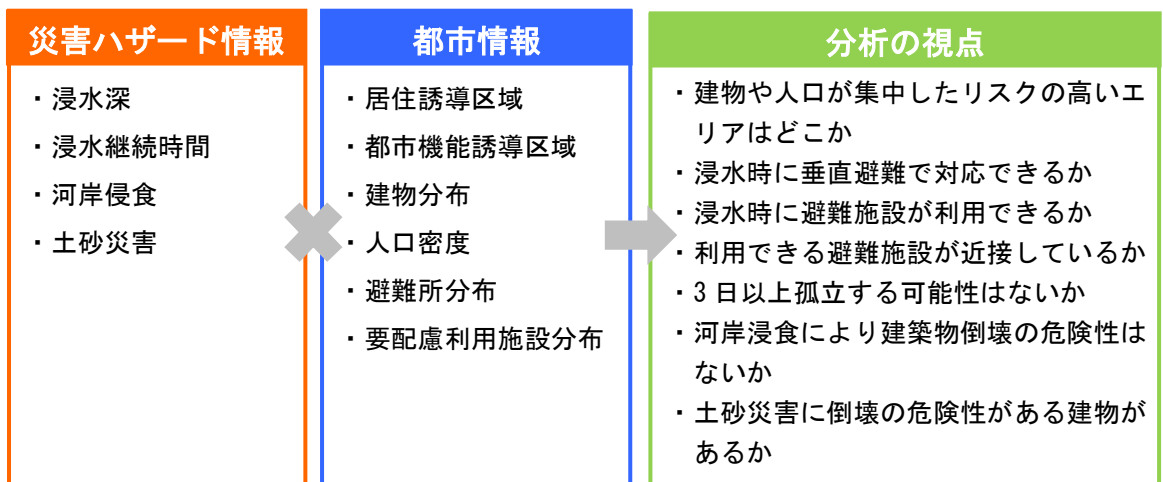 災害ハザード情報
・浸水深
・浸水継続時間
・河岸侵食
・土砂災害
都市情報
・居住誘導区域
・都市機能誘導区域
・建物分布
・人口密度
・避難所分布
・要配慮利用施設分布
分析の視点
・建物や人口が集中したリスクの高いエ
リアはどこか
・浸水時に垂直避難で対応できるか
・浸水時に避難施設が利用できるか
・利用できる避難施設が近接しているか
・3日以上孤立する可能性はないか
・河岸浸食により建築物倒壊の危険性は
ないか
・土砂災害に倒壊の危険性がある建物が
あるか